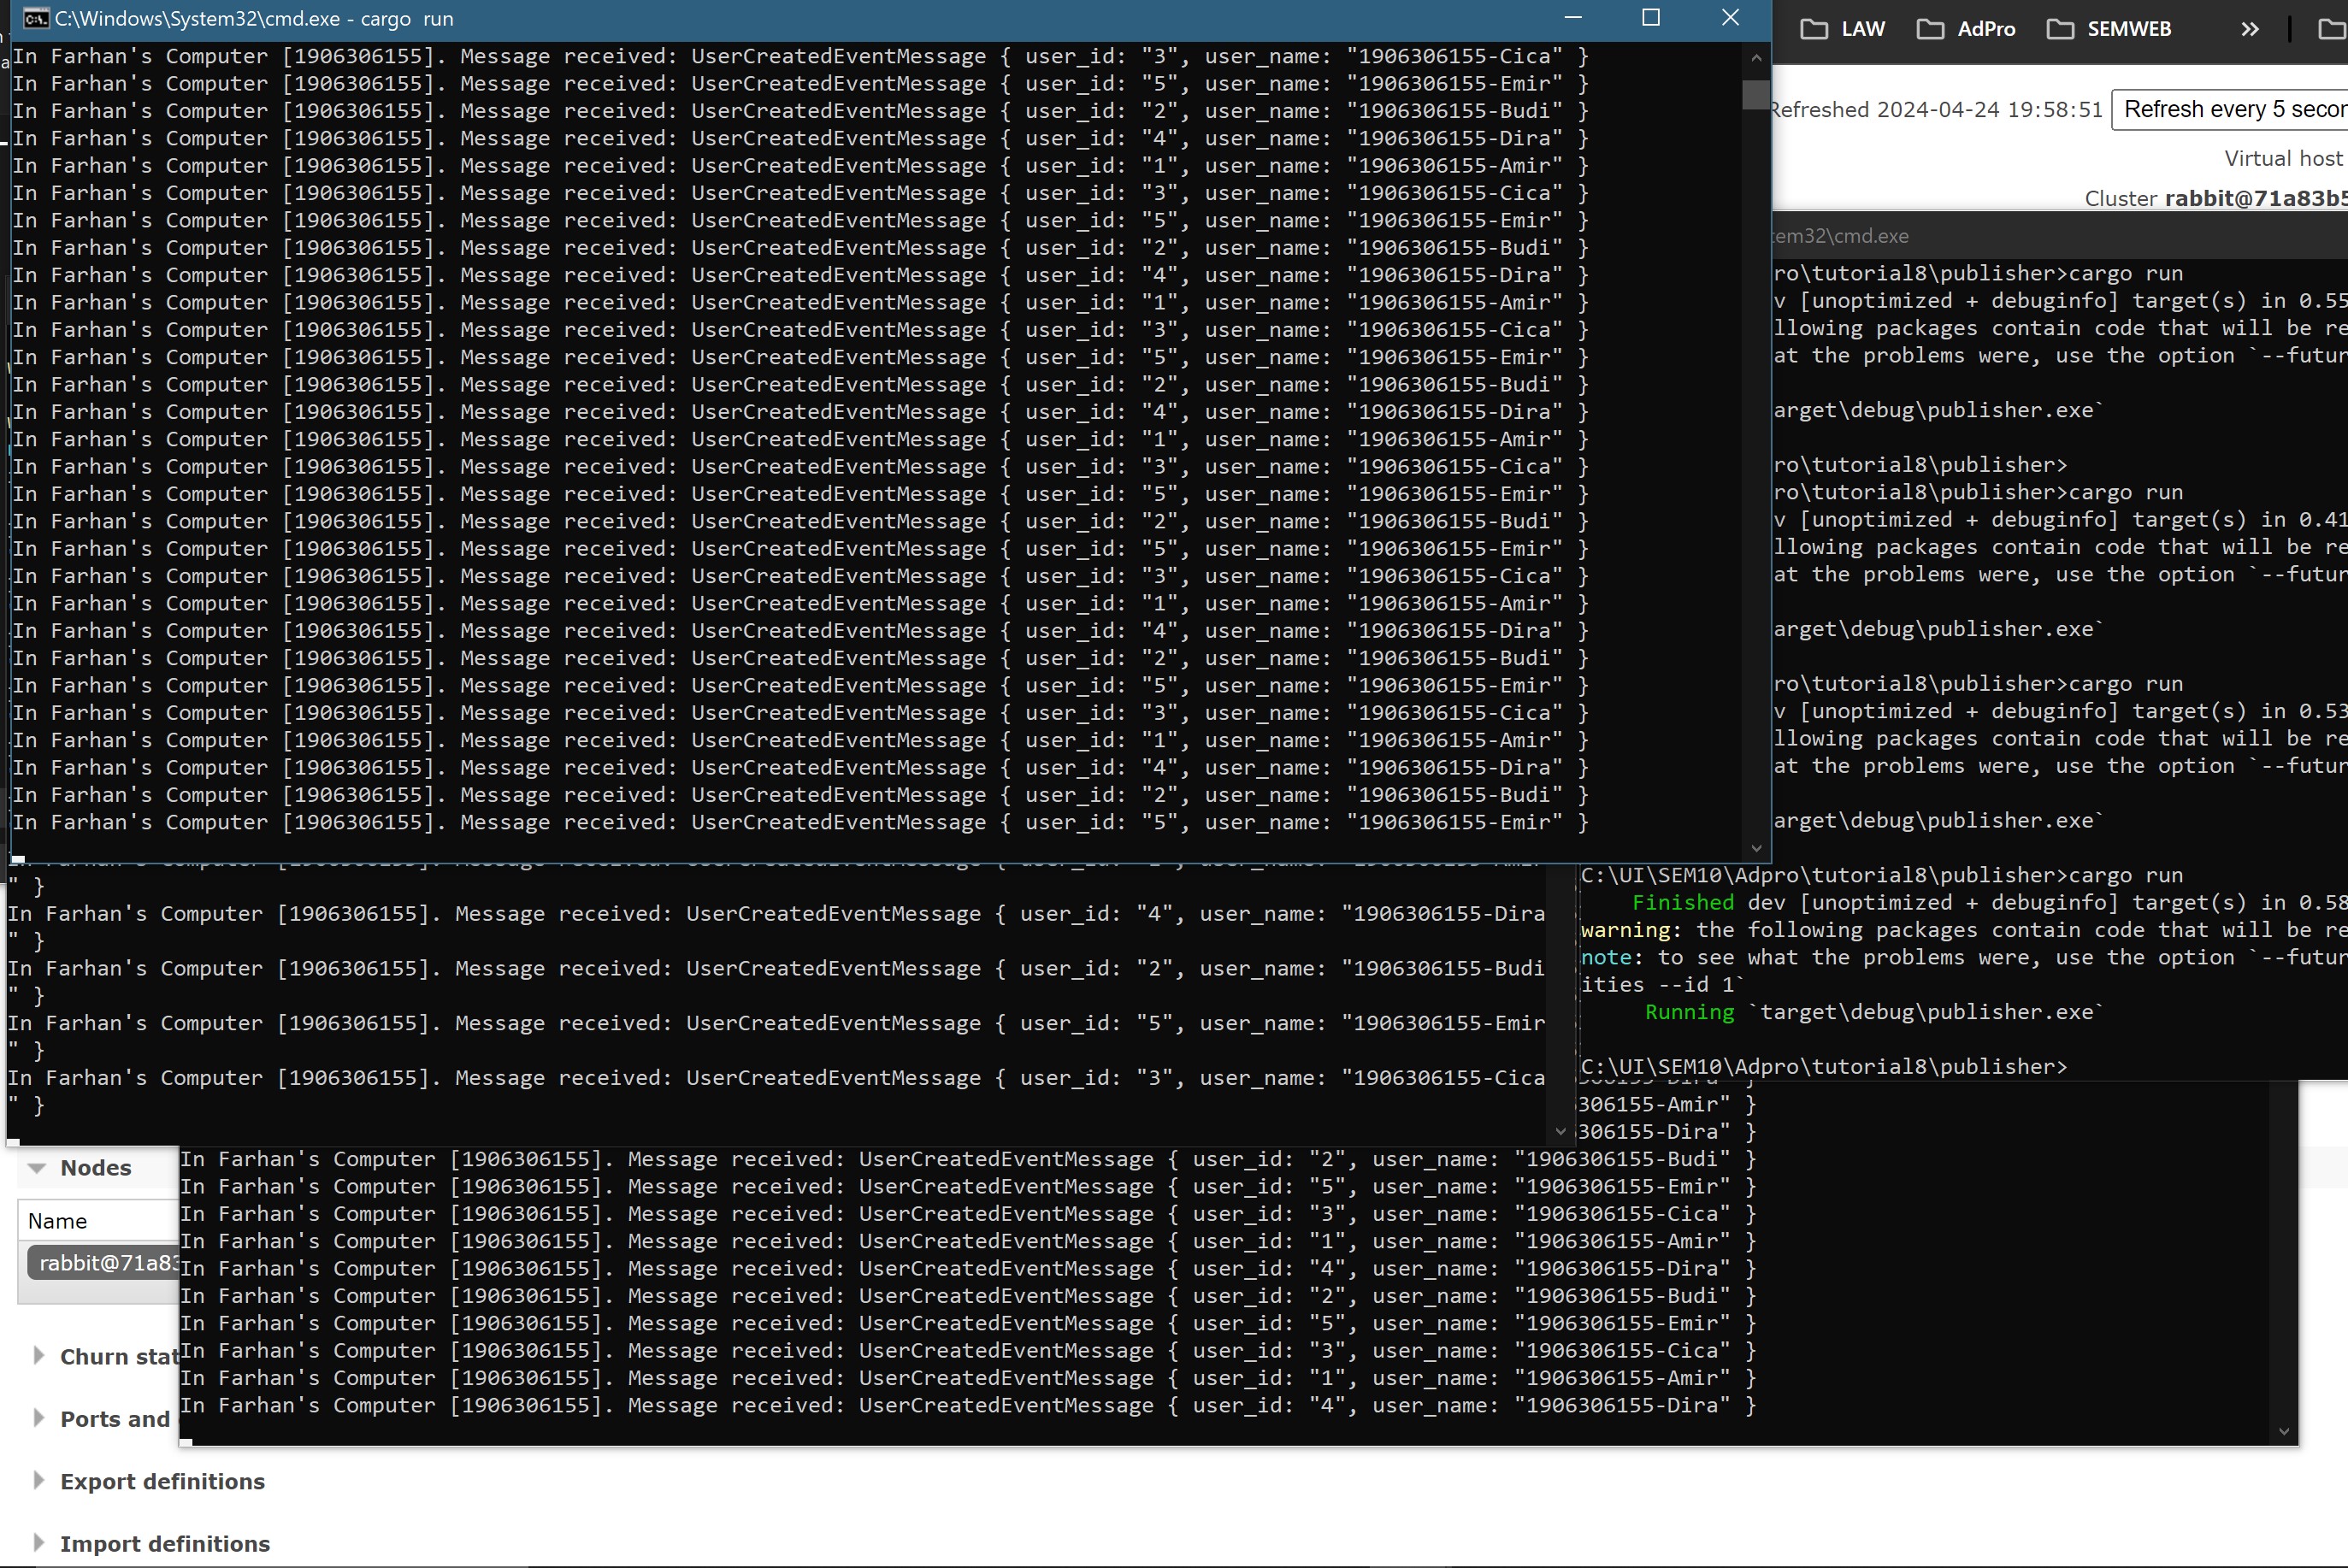 C:\Windows\System32\cmd.exe - cargo  run
In Farhan's Computer [1906306155]. Message received: UserCreatedEventMessage { user_id: "3", user_name: "1906306155-Cica" }
In Farhan's Computer [1906306155]. Message received: UserCreatedEventMessage { user_id: "5", user_name: "1906306155-Emir" }
In Farhan's Computer [1906306155]. Message received: UserCreatedEventMessage { user_id: "2", user_name: "1906306155-Budi" }
In Farhan's Computer [1906306155]. Message received: UserCreatedEventMessage { user_id: "4", user_name: "1906306155-Dira" }
In Farhan's Computer [1906306155]. Message received: UserCreatedEventMessage { user_id: "1", user_name: "1906306155-Amir" }
In Farhan's Computer [1906306155]. Message received: UserCreatedEventMessage { user_id: "3", user_name: "1906306155-Cica" }
In Farhan's Computer [1906306155]. Message received: UserCreatedEventMessage { user_id: "5", user_name: "1906306155-Emir" }
In Farhan's Computer [1906306155]. Message received: UserCreatedEventMessage { user_id: "2", user_name: "1906306155-Budi" }
In Farhan's Computer [1906306155]. Message received: UserCreatedEventMessage { user_id: "4", user_name: "1906306155-Dira" }
In Farhan's Computer [1906306155]. Message received: UserCreatedEventMessage { user_id: "1", user_name: "1906306155-Amir" }
In Farhan's Computer [1906306155]. Message received: UserCreatedEventMessage { user_id: "3", user_name: "1906306155-Cica" }
In Farhan's Computer [1906306155]. Message received: UserCreatedEventMessage { user_id: "5", user_name: "1906306155-Emir" }
In Farhan's Computer [1906306155]. Message received: UserCreatedEventMessage { user_id: "2", user_name: "1906306155-Budi" }
In Farhan's Computer [1906306155]. Message received: UserCreatedEventMessage { user_id: "4", user_name: "1906306155-Dira" }
In Farhan's Computer [1906306155]. Message received: UserCreatedEventMessage { user_id: "1", user_name: "1906306155-Amir" }
In Farhan's Computer [1906306155]. Message received: UserCreatedEventMessage { user_id: "3", user_name: "1906306155-Cica" }
In Farhan's Computer [1906306155]. Message received: UserCreatedEventMessage { user_id: "5", user_name: "1906306155-Emir" }
In Farhan's Computer [1906306155]. Message received: UserCreatedEventMessage { user_id: "2", user_name: "1906306155-Budi" }
In Farhan's Computer [1906306155]. Message received: UserCreatedEventMessage { user_id: "5", user_name: "1906306155-Emir" }
In Farhan's Computer [1906306155]. Message received: UserCreatedEventMessage { user_id: "3", user_name: "1906306155-Cica" }
In Farhan's Computer [1906306155]. Message received: UserCreatedEventMessage { user_id: "1", user_name: "1906306155-Amir" }
In Farhan's Computer [1906306155]. Message received: UserCreatedEventMessage { user_id: "4", user_name: "1906306155-Dira" }
In Farhan's Computer [1906306155]. Message received: UserCreatedEventMessage { user_id: "2", user_name: "1906306155-Budi" }
In Farhan's Computer [1906306155]. Message received: UserCreatedEventMessage { user_id: "5", user_name: "1906306155-Emir" }
In Farhan's Computer [1906306155]. Message received: UserCreatedEventMessage { user_id: "3", user_name: "1906306155-Cica" }
In Farhan's Computer [1906306155]. Message received: UserCreatedEventMessage { user_id: "1", user_name: "1906306155-Amir" }
In Farhan's Computer [1906306155]. Message received: UserCreatedEventMessage { user_id: "4", user_name: "1906306155-Dira" }
In Farhan's Computer [1906306155]. Message received: UserCreatedEventMessage { user_id: "2", user_name: "1906306155-Budi" }
In Farhan's Computer [1906306155]. Message received: UserCreatedEventMessage { user_id: "5", user_name: "1906306155-Emir" }
LAW AdPro SEMWEB
Refreshed 2024-04-24 19:58:51 Refresh every 5 secon
Virtual host
Cluster rabbit@71a83b5
tem32\cmd.exe
ro\tutorial8\publisher>cargo run
v [unoptimized + debuginfo] target(s) in 0.55
llowing packages contain code that will be re
at the problems were, use the option `--futur
arget\debug\publisher.exe`
ro\tutorial8\publisher>
ro\tutorial8\publisher>cargo run
v [unoptimized + debuginfo] target(s) in 0.41
llowing packages contain code that will be re
at the problems were, use the option `--futur
arget\debug\publisher.exe`
ro\tutorial8\publisher>cargo run
v [unoptimized + debuginfo] target(s) in 0.53
llowing packages contain code that will be re
at the problems were, use the option `--futur
arget\debug\publisher.exe`
C:\UI\SEM10\Adpro\tutorial8\publisher>cargo run
Finished dev [unoptimized + debuginfo] target(s) in 0.58
warning: the following packages contain code that will be re
note: to see what the problems were, use the option `--futur
ities --id 1`
Running `target\debug\publisher.exe`
C:\UI\SEM10\Adpro\tutorial8\publisher>
" }
In Farhan's Computer [1906306155]. Message received: UserCreatedEventMessage { user_id: "4", user_name: "1906306155-Dira
" }
In Farhan's Computer [1906306155]. Message received: UserCreatedEventMessage { user_id: "2", user_name: "1906306155-Budi
" }
In Farhan's Computer [1906306155]. Message received: UserCreatedEventMessage { user_id: "5", user_name: "1906306155-Emir
" }
In Farhan's Computer [1906306155]. Message received: UserCreatedEventMessage { user_id: "3", user_name: "1906306155-Cica
" }
306155-Amir" }
306155-Dira" }
In Farhan's Computer [1906306155]. Message received: UserCreatedEventMessage { user_id: "2", user_name: "1906306155-Budi" }
In Farhan's Computer [1906306155]. Message received: UserCreatedEventMessage { user_id: "5", user_name: "1906306155-Emir" }
In Farhan's Computer [1906306155]. Message received: UserCreatedEventMessage { user_id: "3", user_name: "1906306155-Cica" }
In Farhan's Computer [1906306155]. Message received: UserCreatedEventMessage { user_id: "1", user_name: "1906306155-Amir" }
In Farhan's Computer [1906306155]. Message received: UserCreatedEventMessage { user_id: "4", user_name: "1906306155-Dira" }
In Farhan's Computer [1906306155]. Message received: UserCreatedEventMessage { user_id: "2", user_name: "1906306155-Budi" }
In Farhan's Computer [1906306155]. Message received: UserCreatedEventMessage { user_id: "5", user_name: "1906306155-Emir" }
In Farhan's Computer [1906306155]. Message received: UserCreatedEventMessage { user_id: "3", user_name: "1906306155-Cica" }
In Farhan's Computer [1906306155]. Message received: UserCreatedEventMessage { user_id: "1", user_name: "1906306155-Amir" }
In Farhan's Computer [1906306155]. Message received: UserCreatedEventMessage { user_id: "4", user_name: "1906306155-Dira" }
Nodes
Name
rabbit@71a83
Churn stat
Ports and
Export definitions
Import definitions